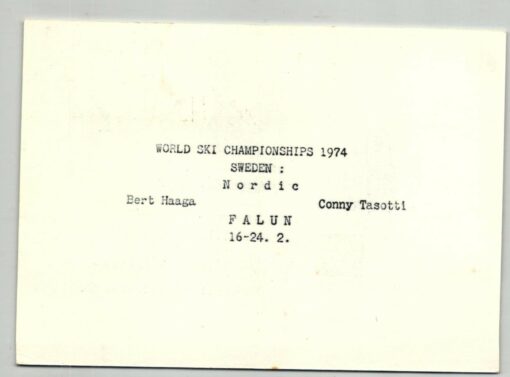 WORLD SKI CHAMPIONSHIPS 1974
SWEDEN :
Nordic
Bert Haaga Conny Tasotti
FALUN
16-24. 2.